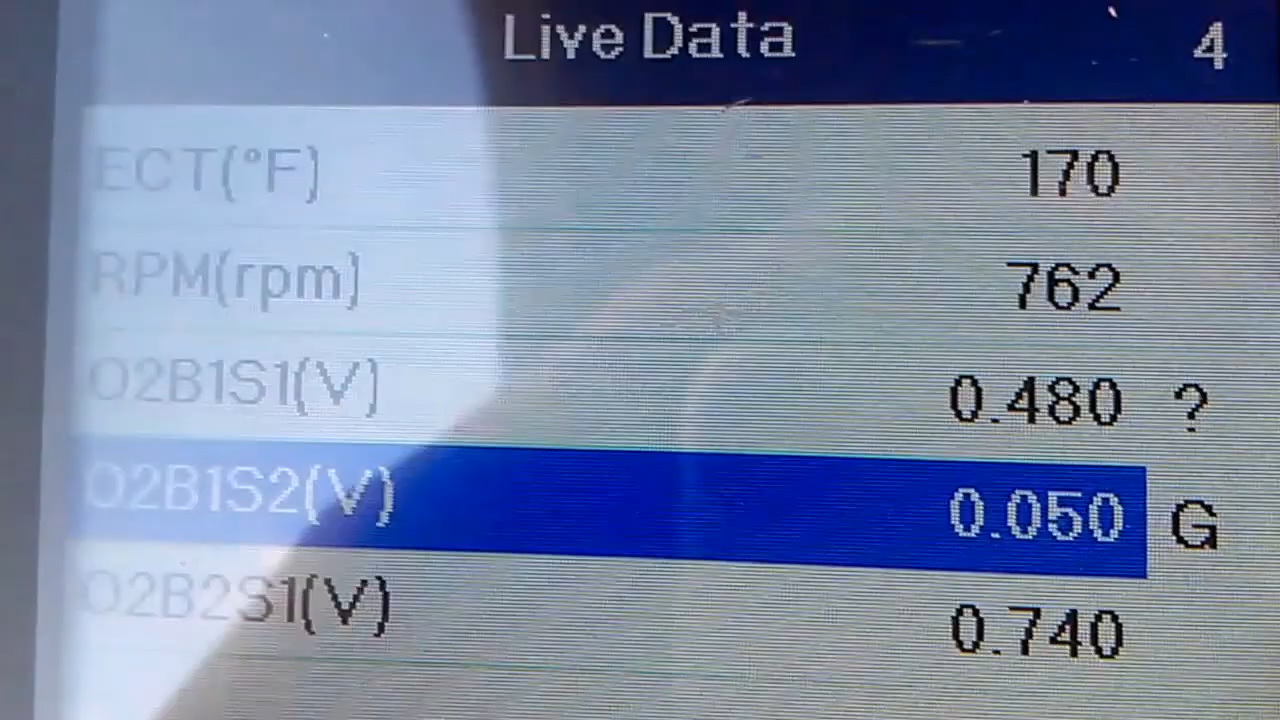 Live Data 4
ECT(°F) 170
RPM(rpm) 762
O2B1S1(V) 0.480 ?
O2B1S2(V) 0.050 G
O2B2S1(V) 0.740